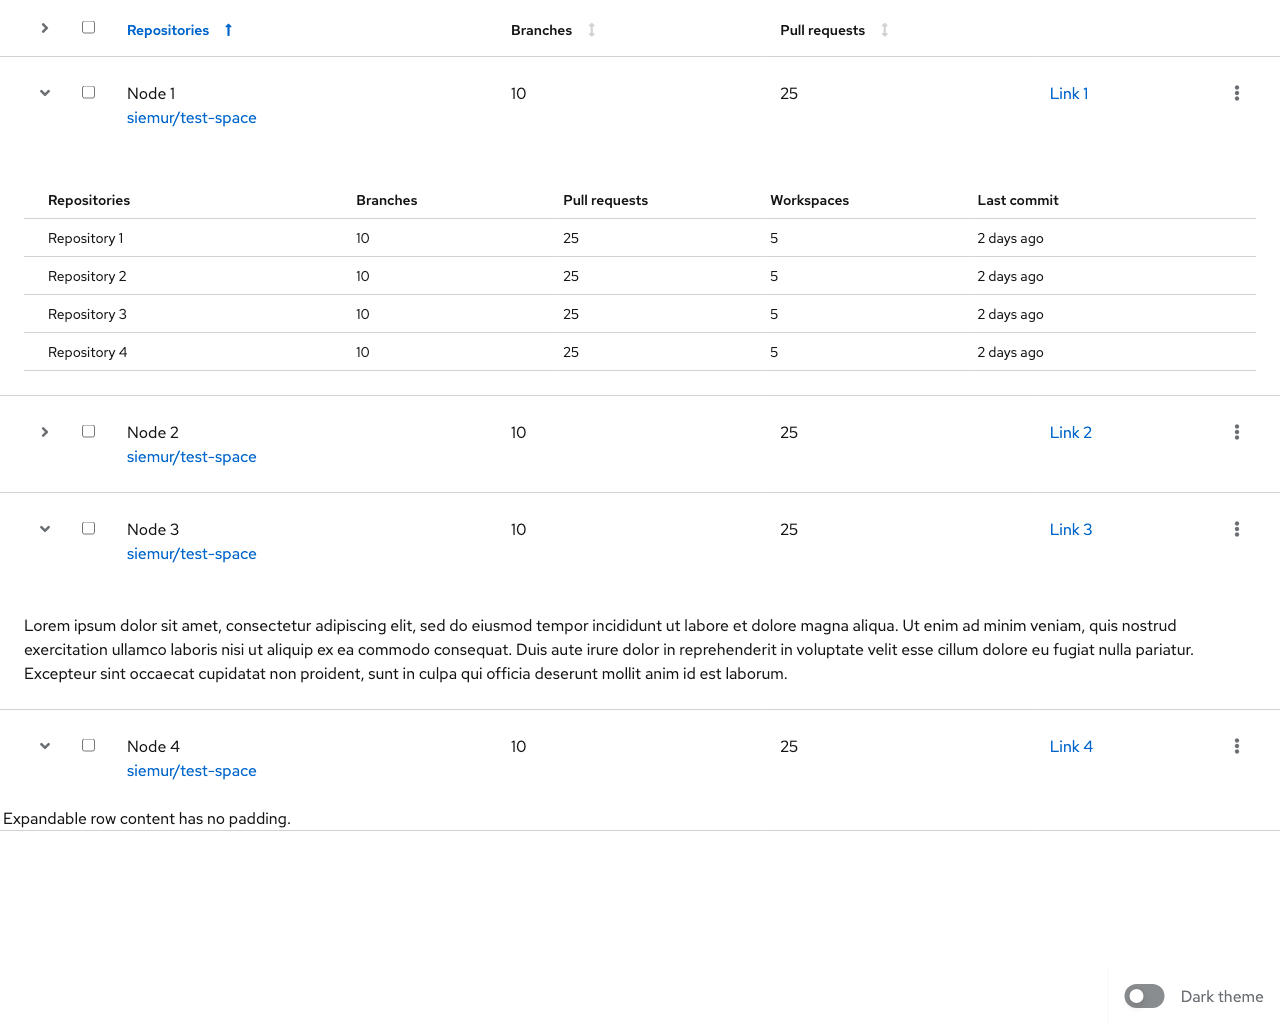 Repositories Branches Pull requests
Node 1 10 25 Link 1
siemur/test-space
Repositories Branches Pull requests Workspaces Last commit
Repository 1 10 25 5 2 days ago
Repository 2 10 25 5 2 days ago
Repository 3 10 25 5 2 days ago
Repository 4 10 25 5 2 days ago
Node 2 10 25 Link 2
siemur/test-space
Node 3 10 25 Link 3
siemur/test-space
Lorem ipsum dolor sit amet, consectetur adipiscing elit, sed do eiusmod tempor incididunt ut labore et dolore magna aliqua. Ut enim ad minim veniam, quis nostrud
exercitation ullamco laboris nisi ut aliquip ex ea commodo consequat. Duis aute irure dolor in reprehenderit in voluptate velit esse cillum dolore eu fugiat nulla pariatur.
Excepteur sint occaecat cupidatat non proident, sunt in culpa qui officia deserunt mollit anim id est laborum.
Node 4 10 25 Link 4
siemur/test-space
Expandable row content has no padding.
Dark theme